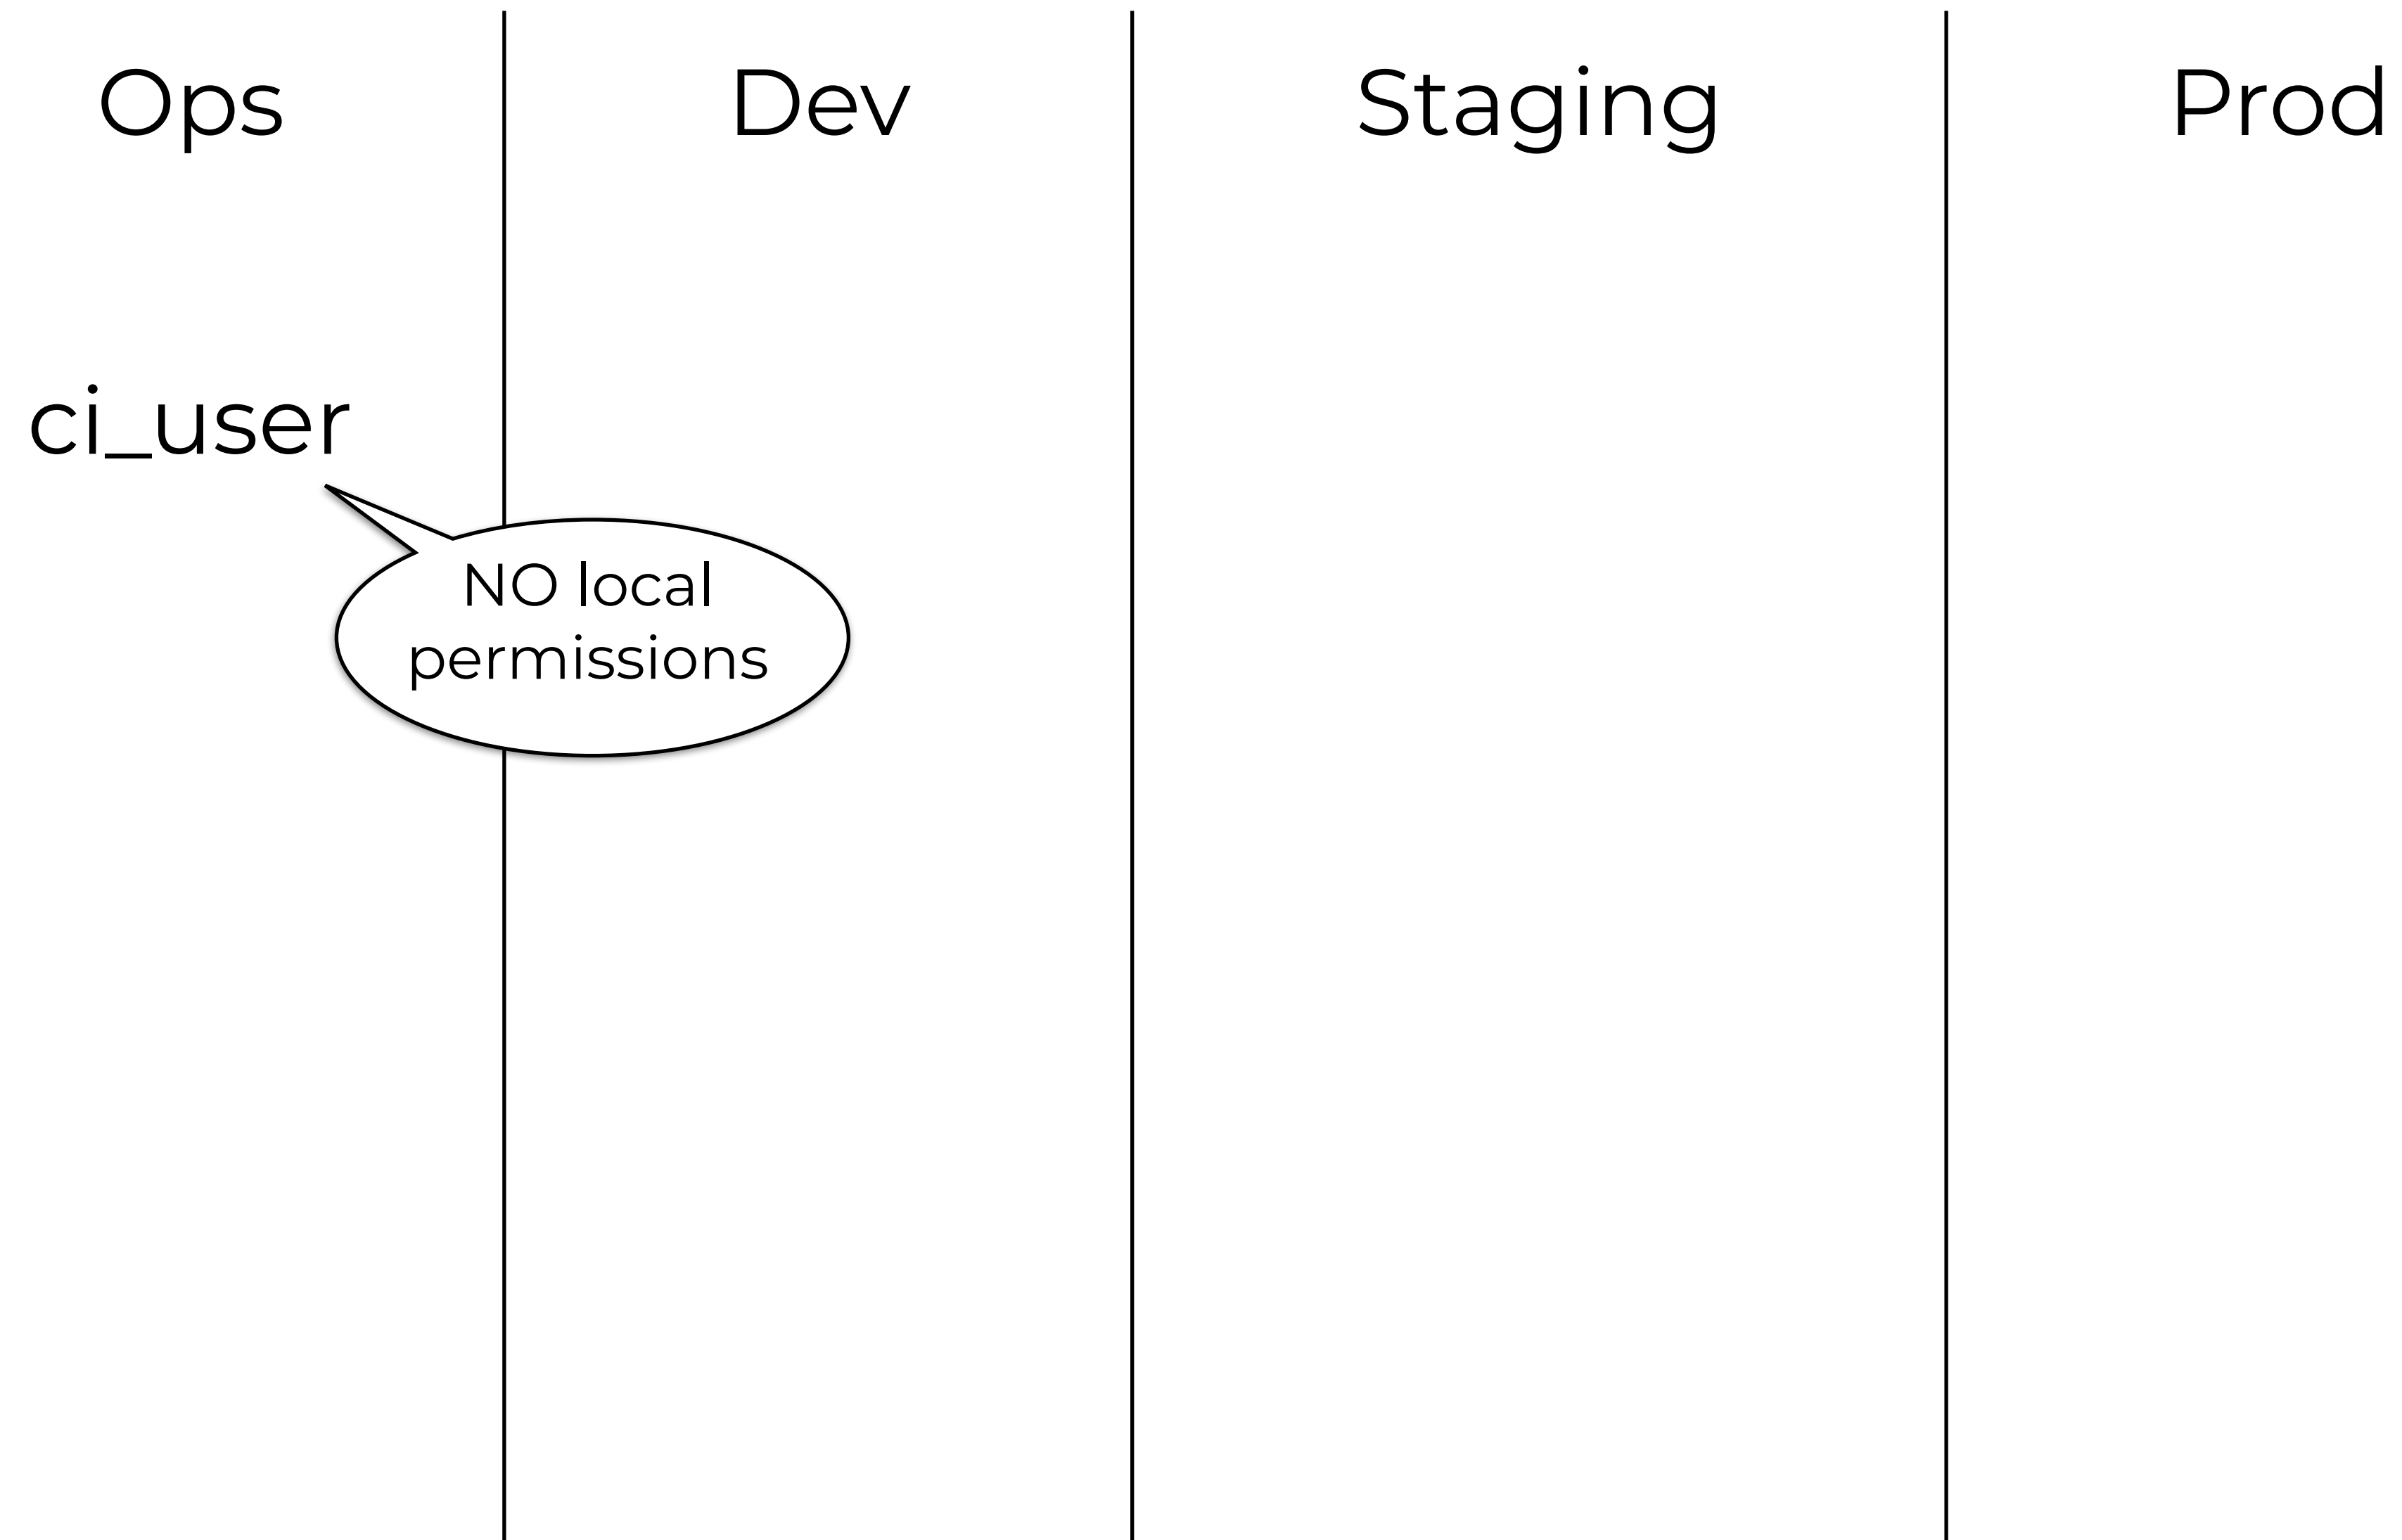 Ops
Dev
Staging
Prod
ci_user
NO local
permissions